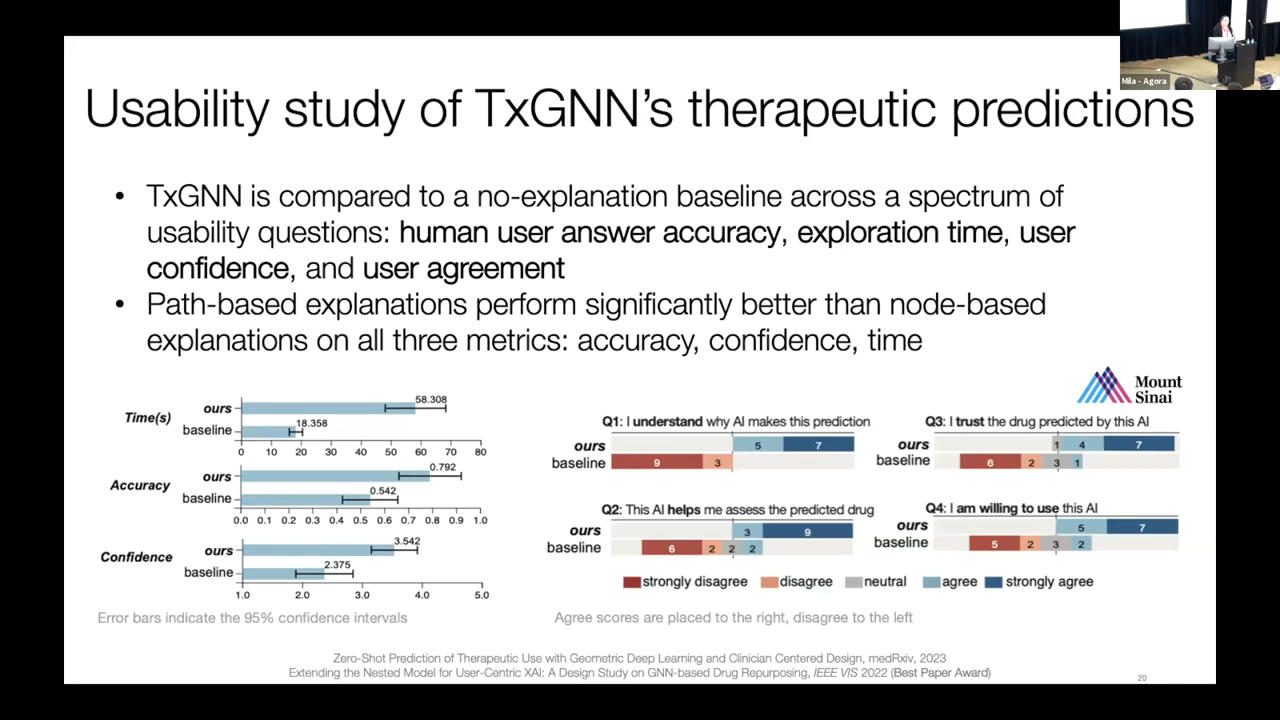 Mila - Agora
Usability study of TxGNN's therapeutic predictions
• TxGNN is compared to a no-explanation baseline across a spectrum of
usability questions: human user answer accuracy, exploration time, user
confidence, and user agreement
• Path-based explanations perform significantly better than node-based
explanations on all three metrics: accuracy, confidence, time
Mount
Sinai
Time(s)
ours
58.308
baseline
18.358
0 10 20 30 40 50 60 70 80
Accuracy
ours
0.792
baseline
0.542
0.0 0.1 0.2 0.3 0.4 0.5 0.6 0.7 0.8 0.9 1.0
Confidence
ours
3.542
baseline
2.375
1.0 2.0 3.0 4.0 5.0
Error bars indicate the 95% confidence intervals
Q1: I understand why AI makes this prediction
ours 5 7
baseline 9 3
Q2: This AI helps me assess the predicted drug
ours 3 9
baseline 6 2 2 2
Q3: I trust the drug predicted by this AI
ours 1 4 7
baseline 6 2 3 1
Q4: I am willing to use this AI
ours 5 7
baseline 5 2 3 2
strongly disagree disagree neutral agree strongly agree
Agree scores are placed to the right, disagree to the left
Zero-Shot Prediction of Therapeutic Use with Geometric Deep Learning and Clinician Centered Design, medRxiv, 2023
Extending the Nested Model for User-Centric XAI: A Design Study on GNN-based Drug Repurposing, IEEE VIS 2022 (Best Paper Award)
20